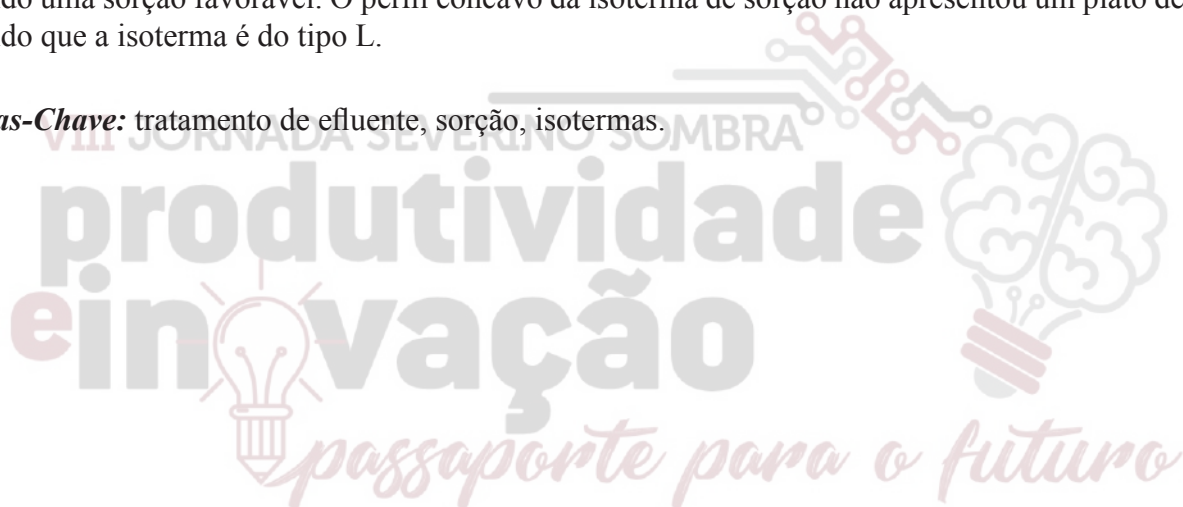 do uma sorção favorável. O perfil côncavo da isoterma de sorção não apresentou um platô de
do que a isoterma é do tipo L.
as-Chave: tratamento de efluente, sorção, isotermas.
VIII JORNADA SEVERINO SOMBRA
produtividade
einovação
passaporte para o futuro